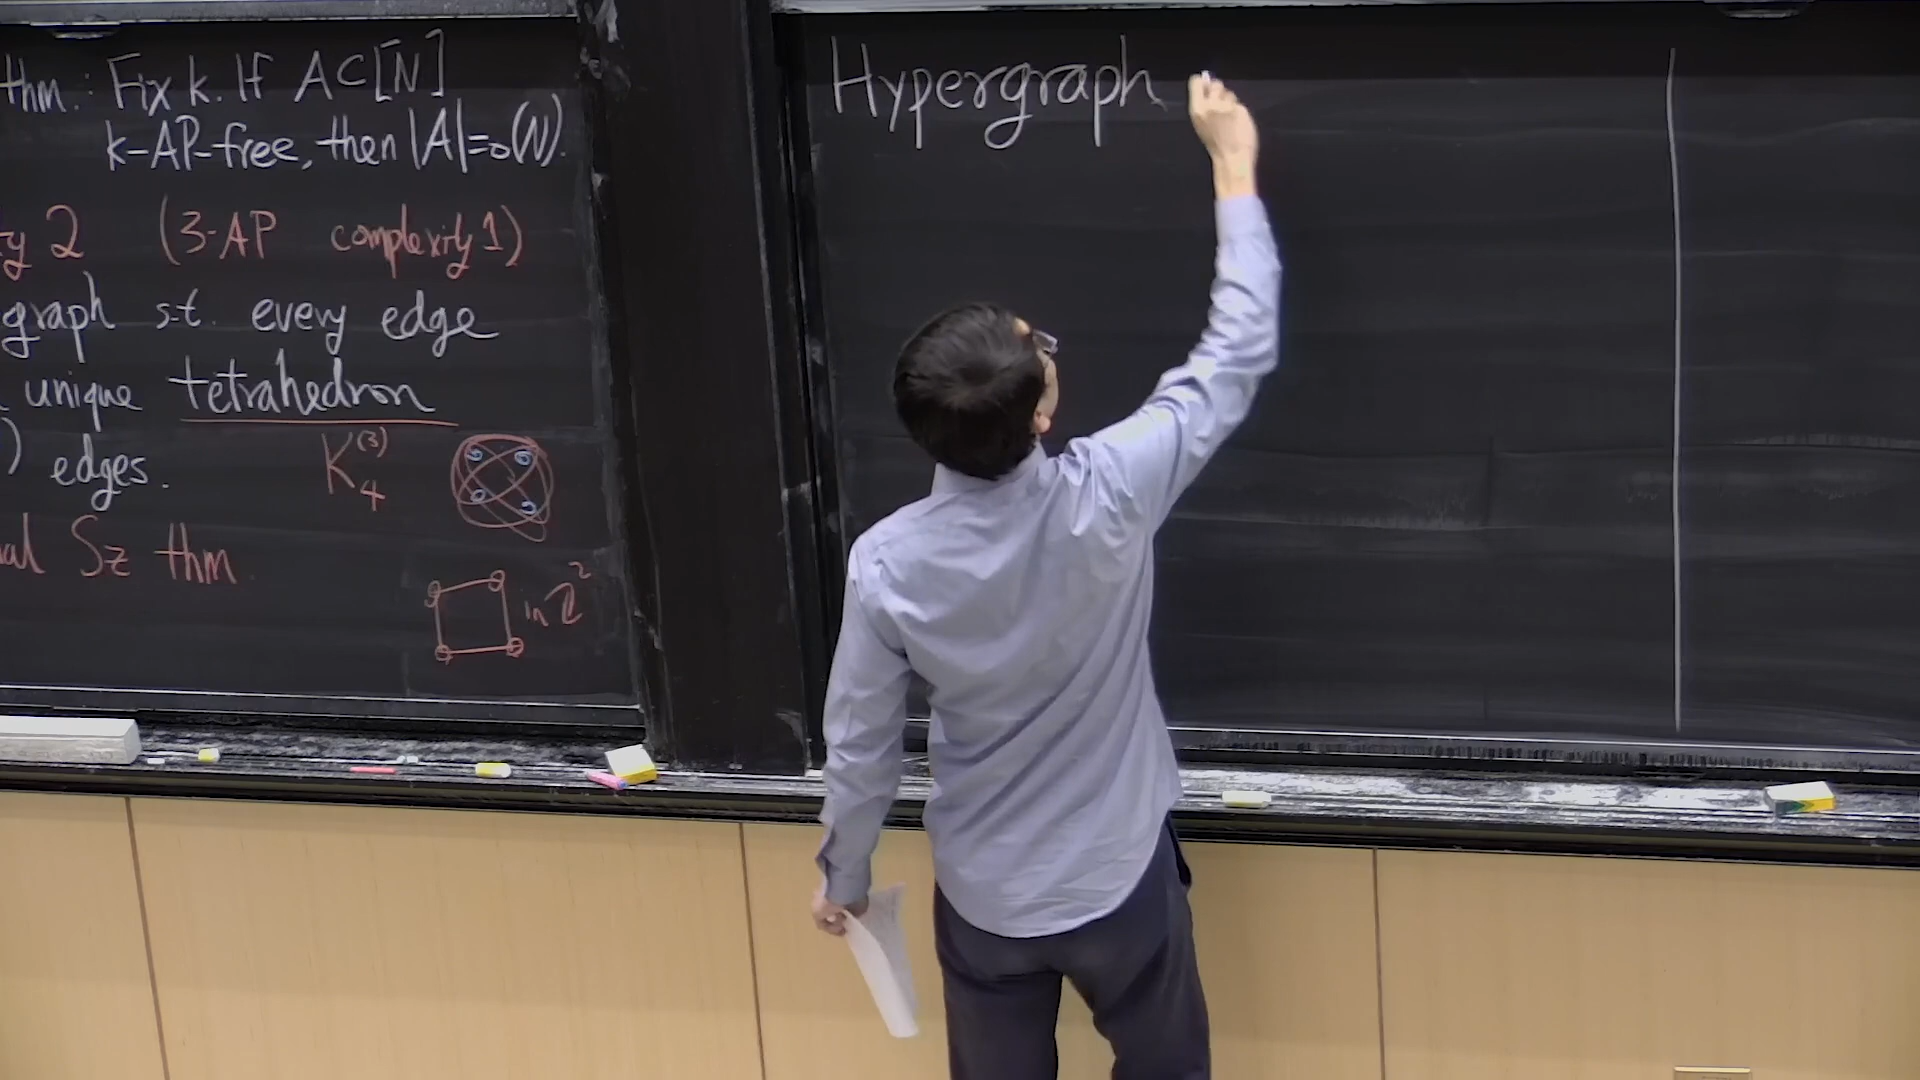 thm.: Fix k. If A⊂[N]
k-AP-free, then |A|=o(N).
ty 2 (3-AP complexity 1)
graph s.t. every edge
unique tetrahedron
) edges. K₄⁽³⁾
al Sz thm.
in ℤ²
Hypergraph